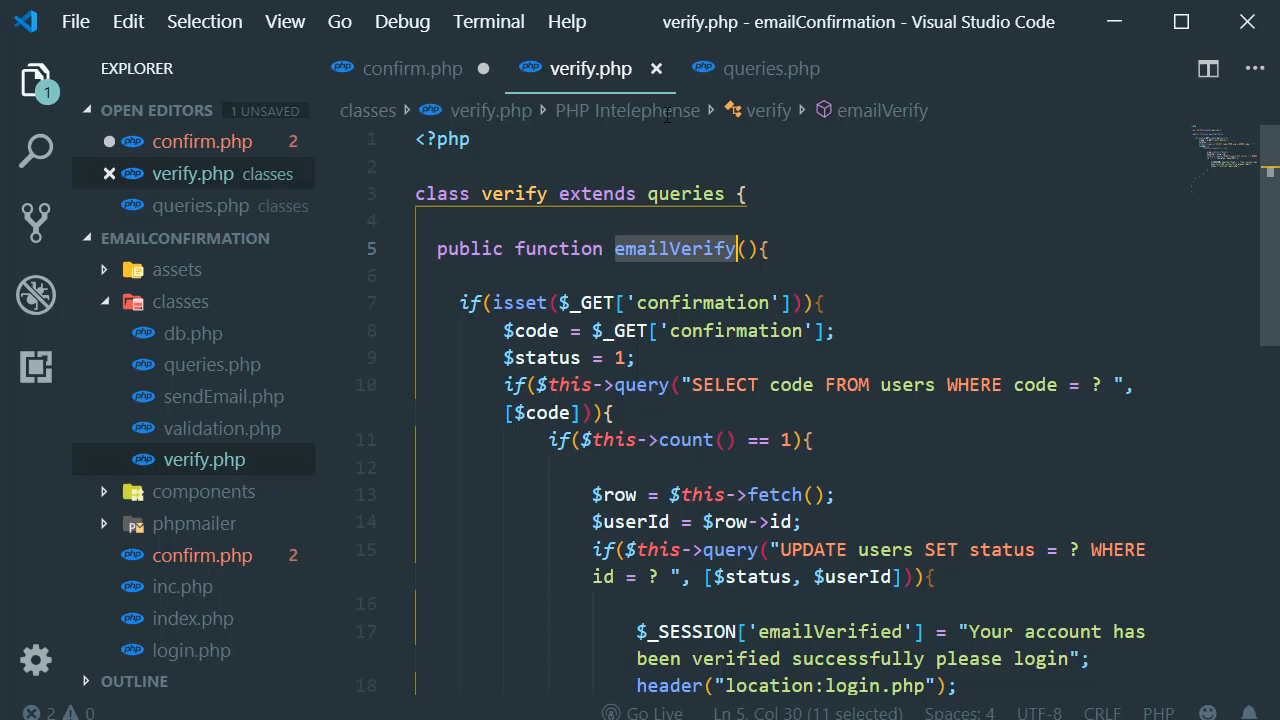 File Edit Selection View Go Debug Terminal Help verify.php - emailConfirmation - Visual Studio Code
EXPLORER
OPEN EDITORS 1 UNSAVED
confirm.php 2
verify.php classes
queries.php classes
EMAILCONFIRMATION
assets
classes
db.php
queries.php
sendEmail.php
validation.php
verify.php
components
phpmailer
confirm.php 2
inc.php
index.php
login.php
OUTLINE
1
php confirm.php php verify.php php queries.php
classes verify.php PHP Intelephense verify emailVerify
1 <?php
2
3 class verify extends queries {
4
5 public function emailVerify(){
6
7 if(isset($_GET['confirmation'])){
8 $code = $_GET['confirmation'];
9 $status = 1;
10 if($this->query("SELECT code FROM users WHERE code = ? ",
[$code])){
11 if($this->count() == 1){
12
13 $row = $this->fetch();
14 $userId = $row->id;
15 if($this->query("UPDATE users SET status = ? WHERE
id = ? ", [$status, $userId])){
16
17 $_SESSION['emailVerified'] = "Your account has
been verified successfully please login";
18 header("location:login.php");
2 0 Go Live Ln 5, Col 30 (11 selected) Spaces: 4 UTF-8 CRLF PHP